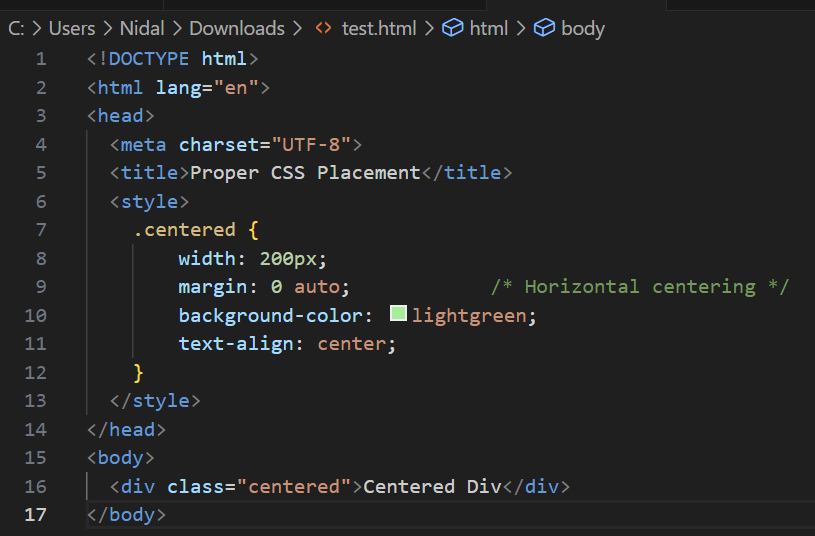 C: > Users > Nidal > Downloads > <> test.html > html > body
1 <!DOCTYPE html>
2 <html lang="en">
3 <head>
4 <meta charset="UTF-8">
5 <title>Proper CSS Placement</title>
6 <style>
7 .centered {
8 width: 200px;
9 margin: 0 auto; /* Horizontal centering */
10 background-color: lightgreen;
11 text-align: center;
12 }
13 </style>
14 </head>
15 <body>
16 <div class="centered">Centered Div</div>
17 </body>